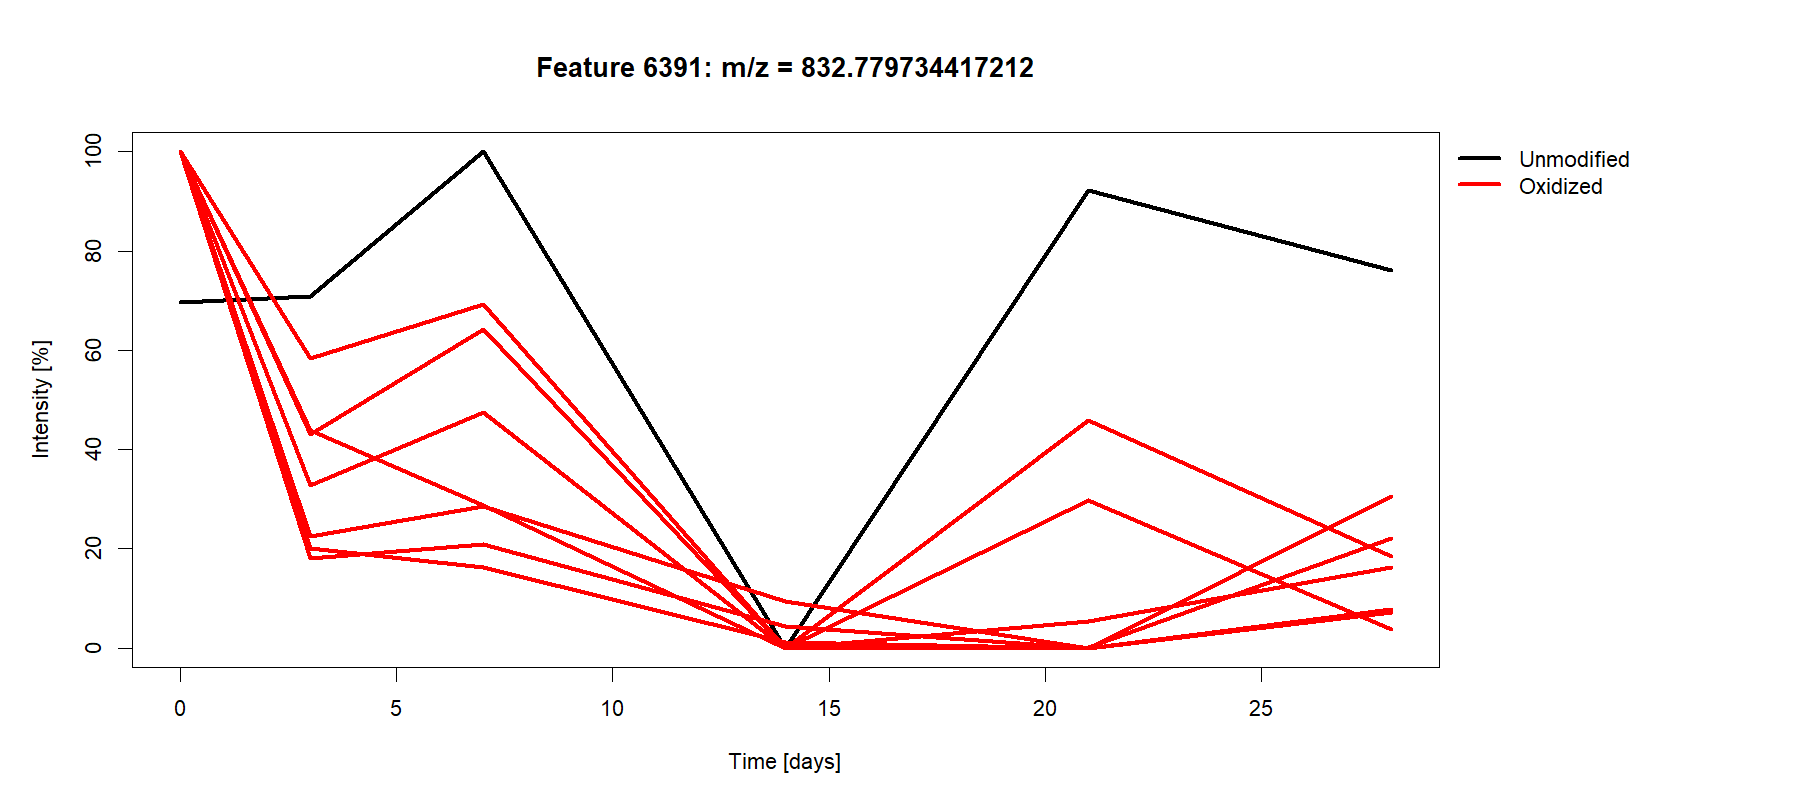 Feature 6391: m/z = 832.779734417212
Unmodified
Oxidized
Intensity [%]
100
80
60
40
20
0
0 5 10 15 20 25
Time [days]